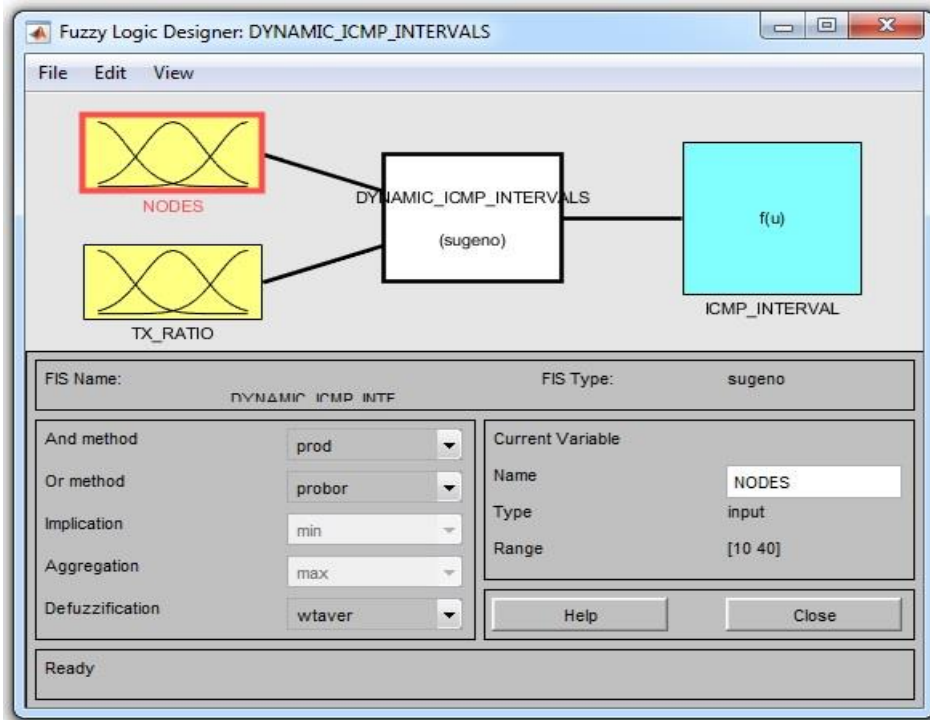 Fuzzy Logic Designer: DYNAMIC_ICMP_INTERVALS
File Edit View
NODES
TX_RATIO
DYNAMIC_ICMP_INTERVALS
(sugeno)
f(u)
ICMP_INTERVAL
FIS Name:
DYNAMIC_ICMP_INTE
FIS Type: sugeno
And method prod
Or method probor
Implication min
Aggregation max
Defuzzification wtaver
Current Variable
Name NODES
Type input
Range [10 40]
Help Close
Ready